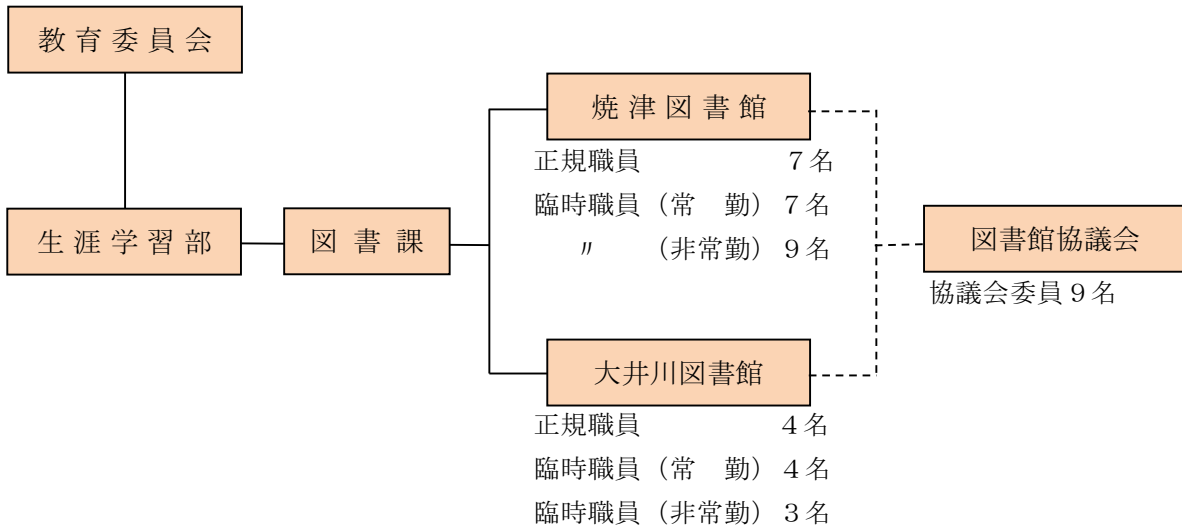 教育委員会
生涯学習部
図書課
焼津図書館
正規職員　　　　　　7名
臨時職員（常　勤）7名
〃　　（非常勤）9名
大井川図書館
正規職員　　　　　　4名
臨時職員（常　勤）4名
臨時職員（非常勤）3名
図書館協議会
協議会委員9名